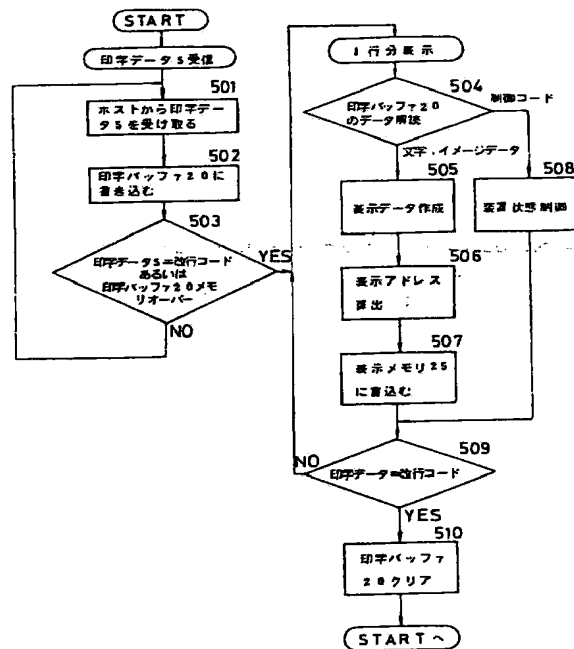 START
印字データS受信
501
ホストから印字デー
タSを受け取る
502
印字バッファ20に
書き込む
503
印字データS=改行コード
あるいは
印字バッファ20メモ
リオーバー
YES
NO
1行分表示
504
印字バッファ20
のデータ解読
制御コード
文字,イメージデータ
505
表示データ作成
508
装置状態制御
506
表示アドレス
算出
507
表示メモリ25
に書込む
509
NO
印字データ=改行コード
YES
510
印字バッファ
20クリア
STARTへ